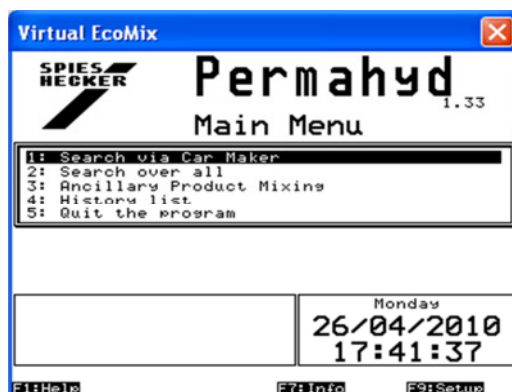 Virtual EcoMix
SPIES
HECKER
Permahyd
1.33
Main Menu
1: Search via Car Maker
2: Search over all
3: Ancillary Product Mixing
4: History list
5: Quit the program
Monday
26/04/2010
17:41:37
F1:Help F7:Info F9:Setup